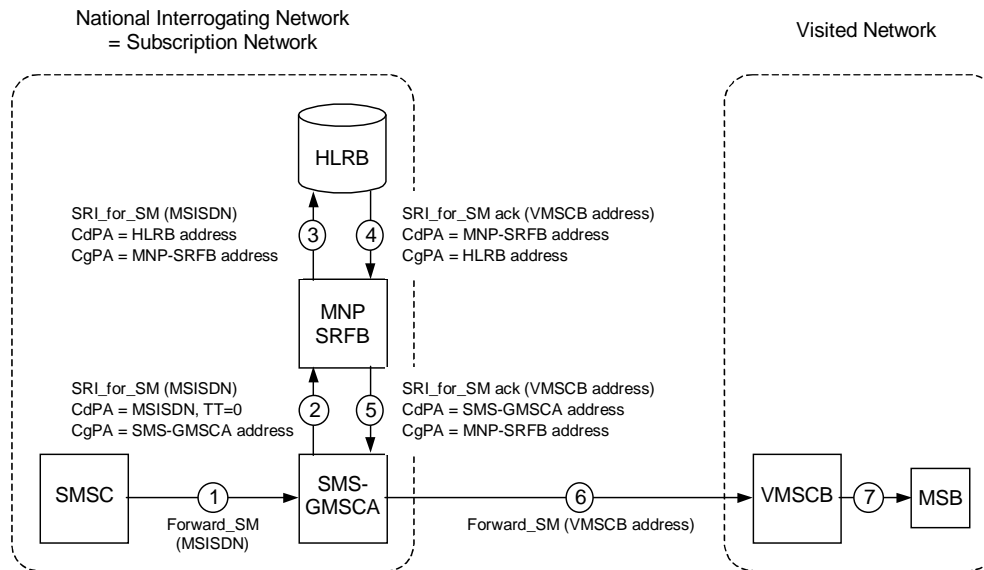 National Interrogating Network
= Subscription Network
Visited Network
HLRB
SRI_for_SM (MSISDN)
CdPA = HLRB address
CgPA = MNP-SRFB address
3
4
SRI_for_SM ack (VMSCB address)
CdPA = MNP-SRFB address
CgPA = HLRB address
MNP
SRFB
SRI_for_SM (MSISDN)
CdPA = MSISDN, TT=0
CgPA = SMS-GMSCA address
2
5
SRI_for_SM ack (VMSCB address)
CdPA = SMS-GMSCA address
CgPA = MNP-SRFB address
SMSC
1
Forward_SM
(MSISDN)
SMS-
GMSCA
6
Forward_SM (VMSCB address)
VMSCB
7
MSB